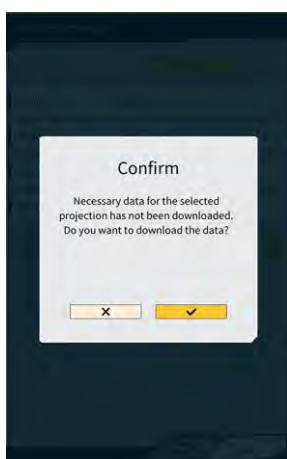 Confirm
Necessary data for the selected
projection has not been downloaded.
Do you want to download the data?